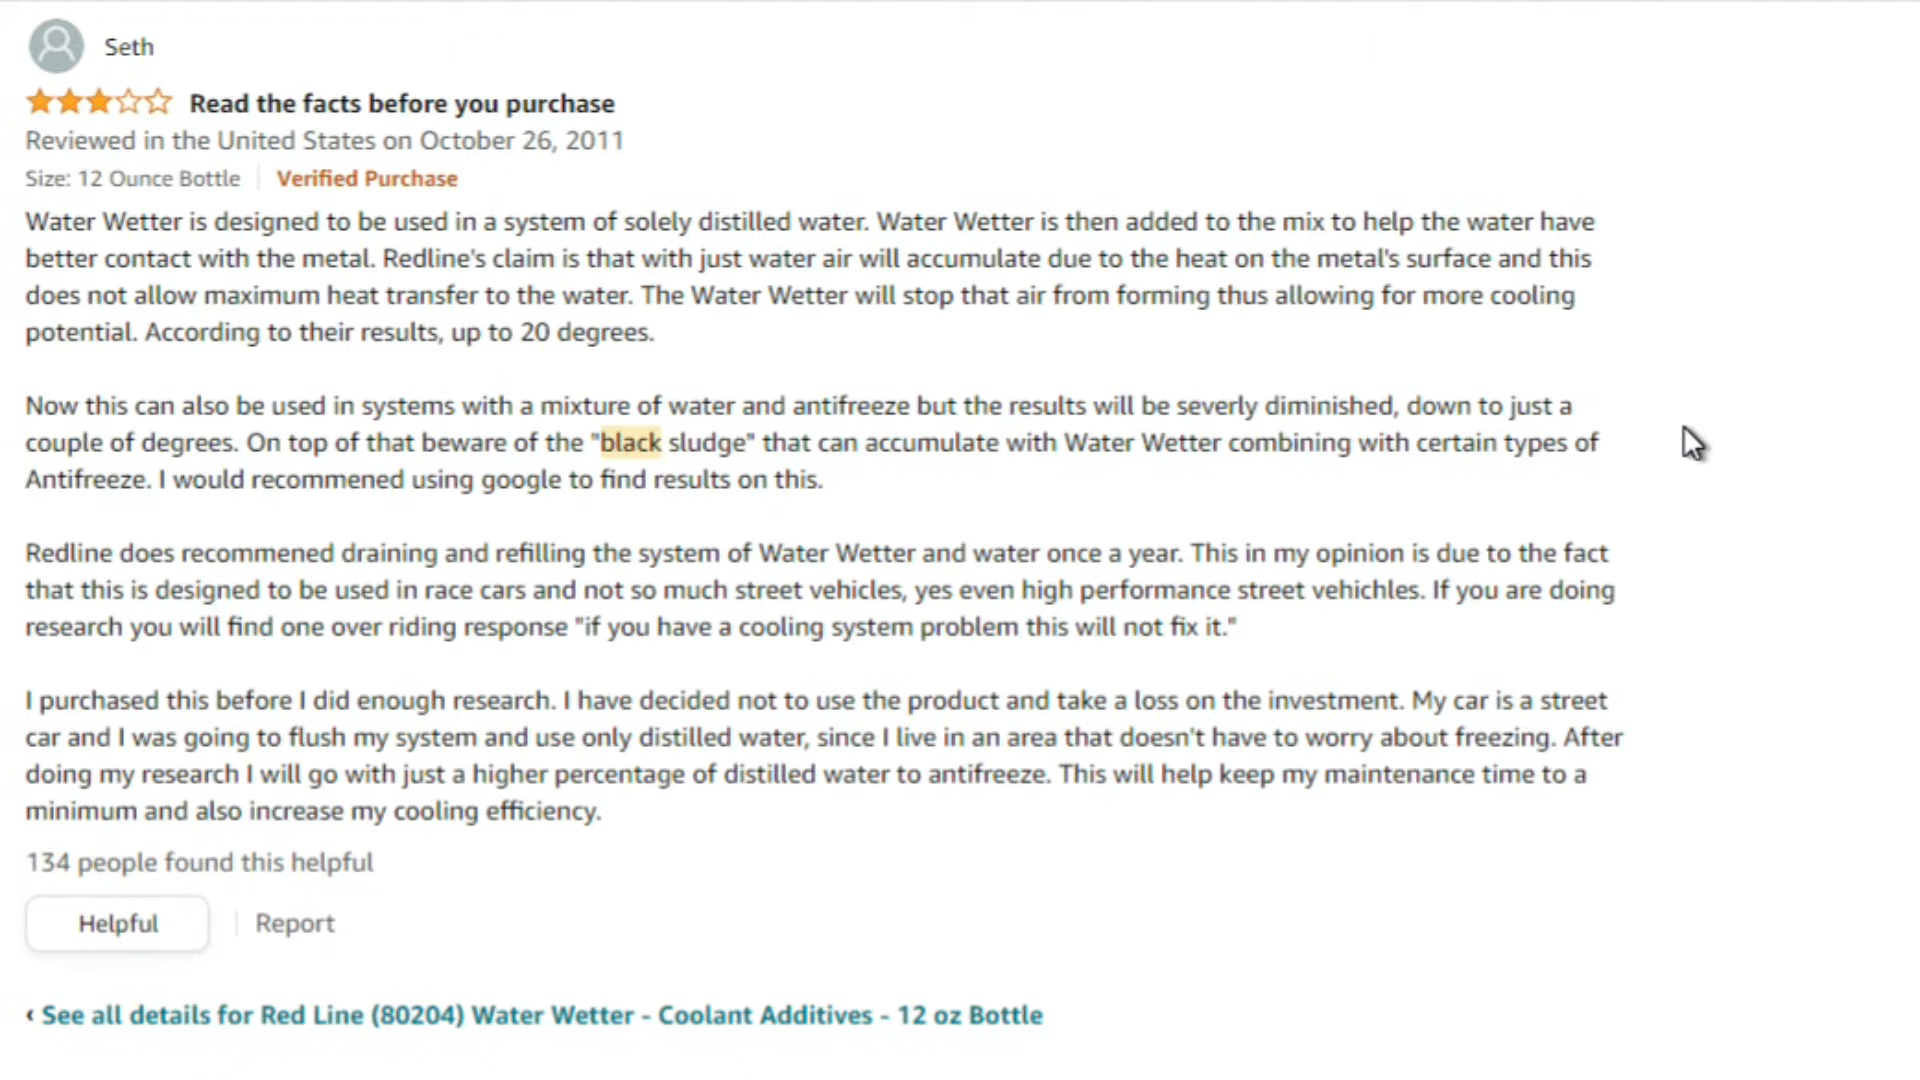 Seth
Read the facts before you purchase
Reviewed in the United States on October 26, 2011
Size: 12 Ounce Bottle | Verified Purchase
Water Wetter is designed to be used in a system of solely distilled water. Water Wetter is then added to the mix to help the water have
better contact with the metal. Redline's claim is that with just water air will accumulate due to the heat on the metal's surface and this
does not allow maximum heat transfer to the water. The Water Wetter will stop that air from forming thus allowing for more cooling
potential. According to their results, up to 20 degrees.
Now this can also be used in systems with a mixture of water and antifreeze but the results will be severly diminished, down to just a
couple of degrees. On top of that beware of the "black sludge" that can accumulate with Water Wetter combining with certain types of
Antifreeze. I would recommened using google to find results on this.
Redline does recommened draining and refilling the system of Water Wetter and water once a year. This in my opinion is due to the fact
that this is designed to be used in race cars and not so much street vehicles, yes even high performance street vehichles. If you are doing
research you will find one over riding response "if you have a cooling system problem this will not fix it."
I purchased this before I did enough research. I have decided not to use the product and take a loss on the investment. My car is a street
car and I was going to flush my system and use only distilled water, since I live in an area that doesn't have to worry about freezing. After
doing my research I will go with just a higher percentage of distilled water to antifreeze. This will help keep my maintenance time to a
minimum and also increase my cooling efficiency.
134 people found this helpful
Helpful | Report
‹ See all details for Red Line (80204) Water Wetter - Coolant Additives - 12 oz Bottle